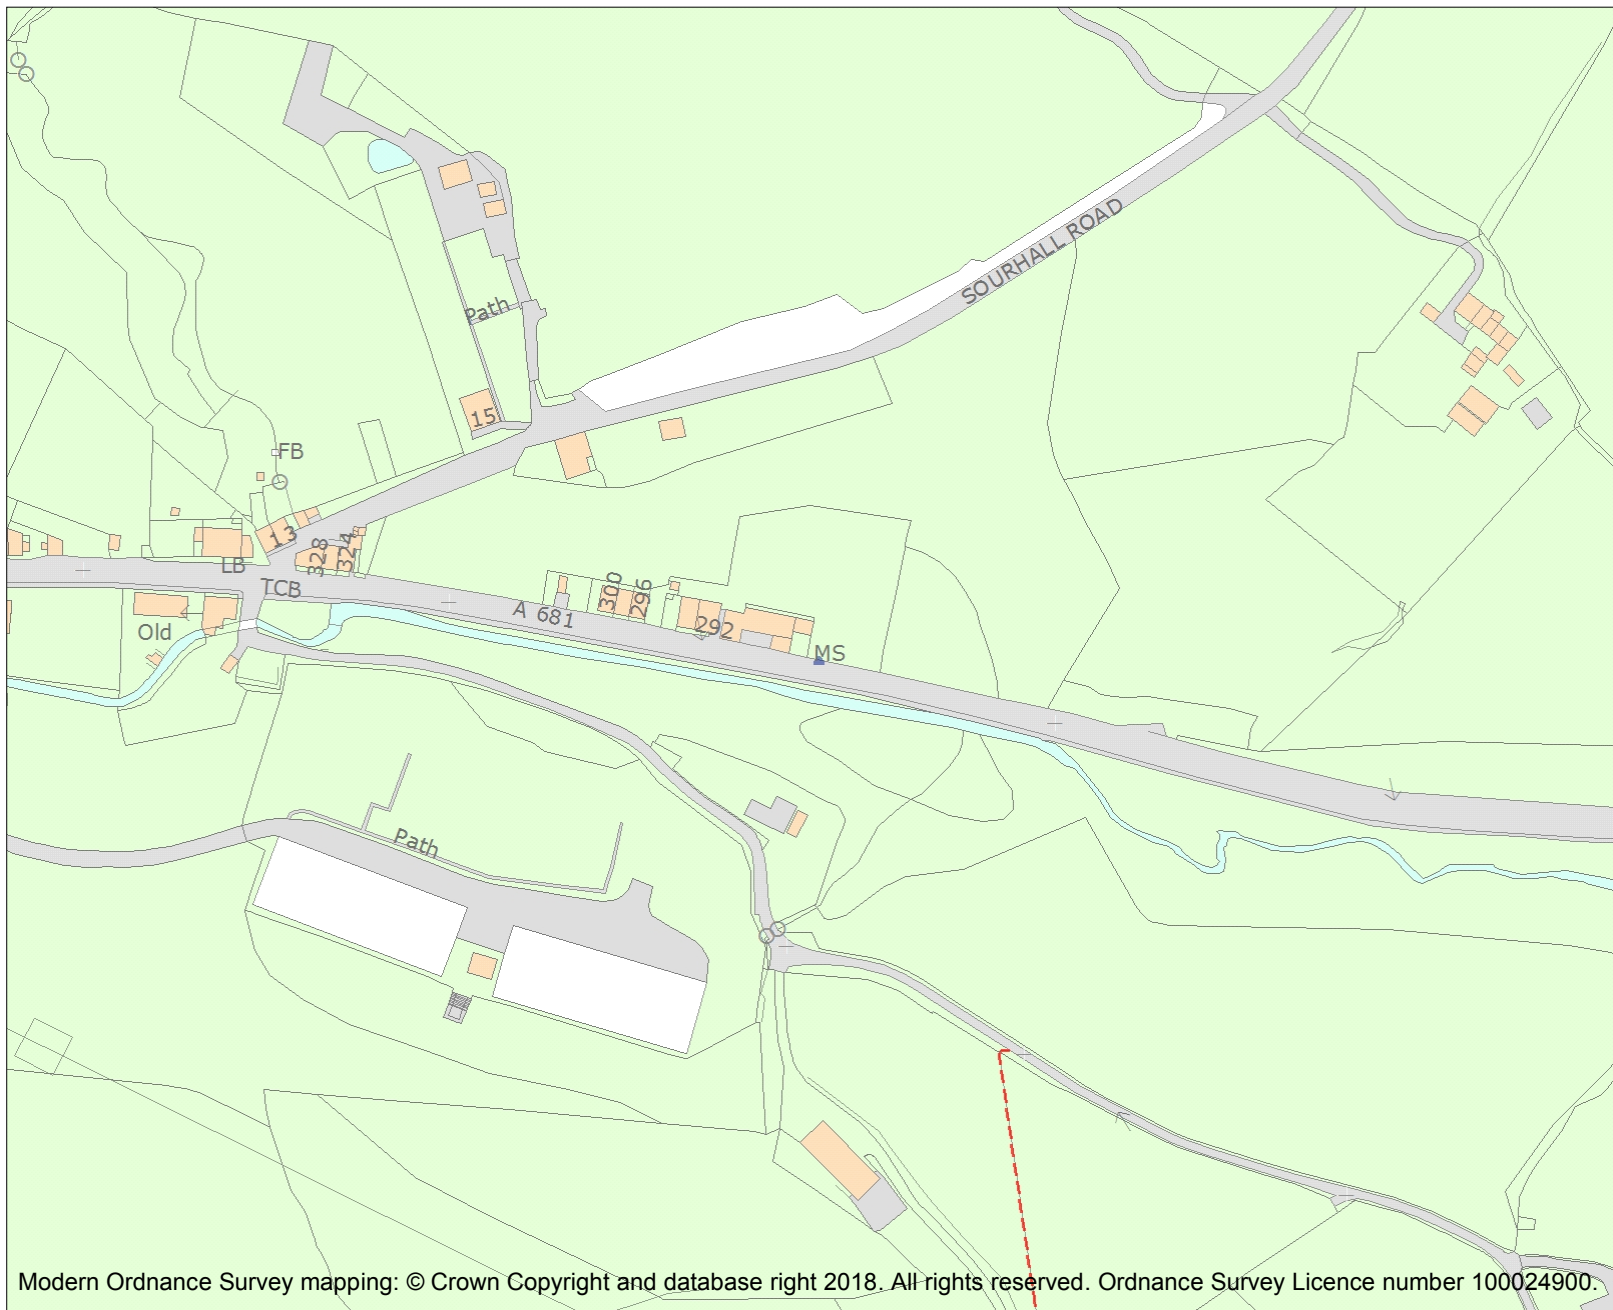 SOURHALL ROAD
Path
15
FB
13
328
324
LB
TCB
300
296
A 681
292
Old
MS
Path
Modern Ordnance Survey mapping: © Crown Copyright and database right 2018. All rights reserved. Ordnance Survey Licence number 100024900.